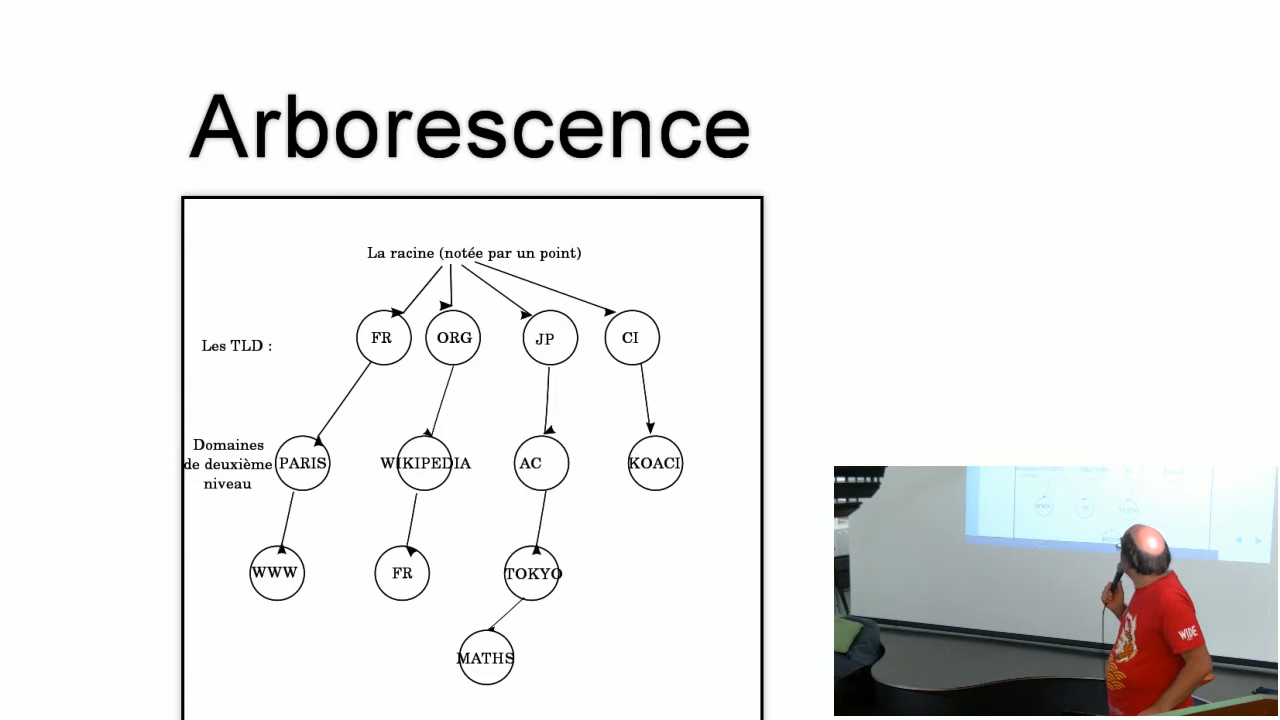 Arborescence
La racine (notée par un point)
FR
ORG
JP
CI
Les TLD :
Domaines
de deuxième
niveau
PARIS
WIKIPEDIA
AC
KOACI
WWW
FR
TOKYO
MATHS
WIDE